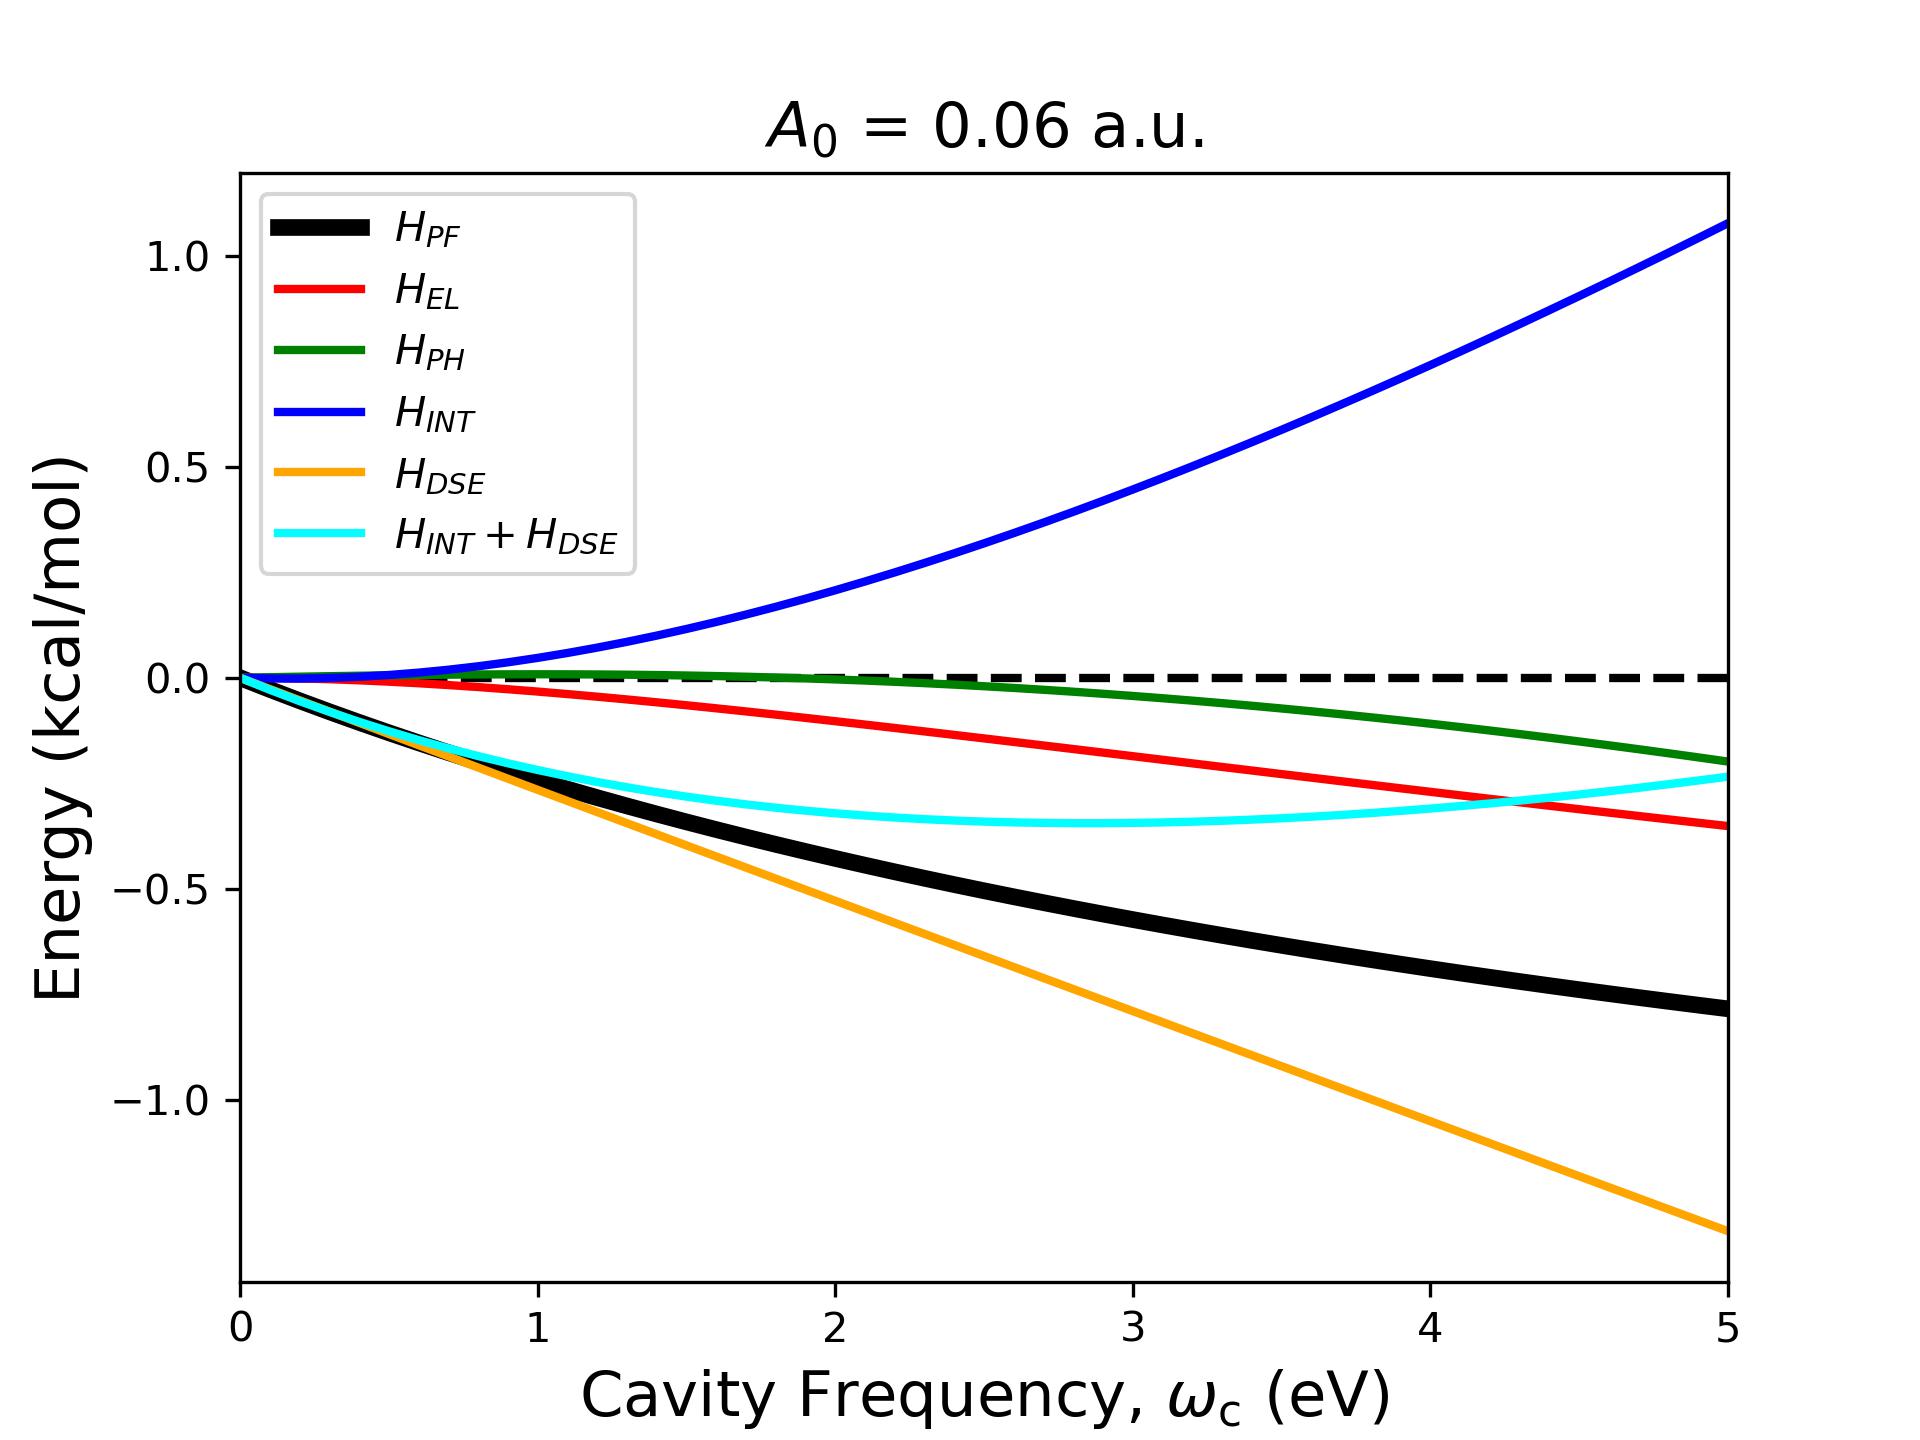 A0 = 0.06 a.u.
HPF
HEL
HPH
HINT
HDSE
HINT + HDSE
1.0
0.5
0.0
−0.5
−1.0
Energy (kcal/mol)
0 1 2 3 4 5
Cavity Frequency, ωc (eV)